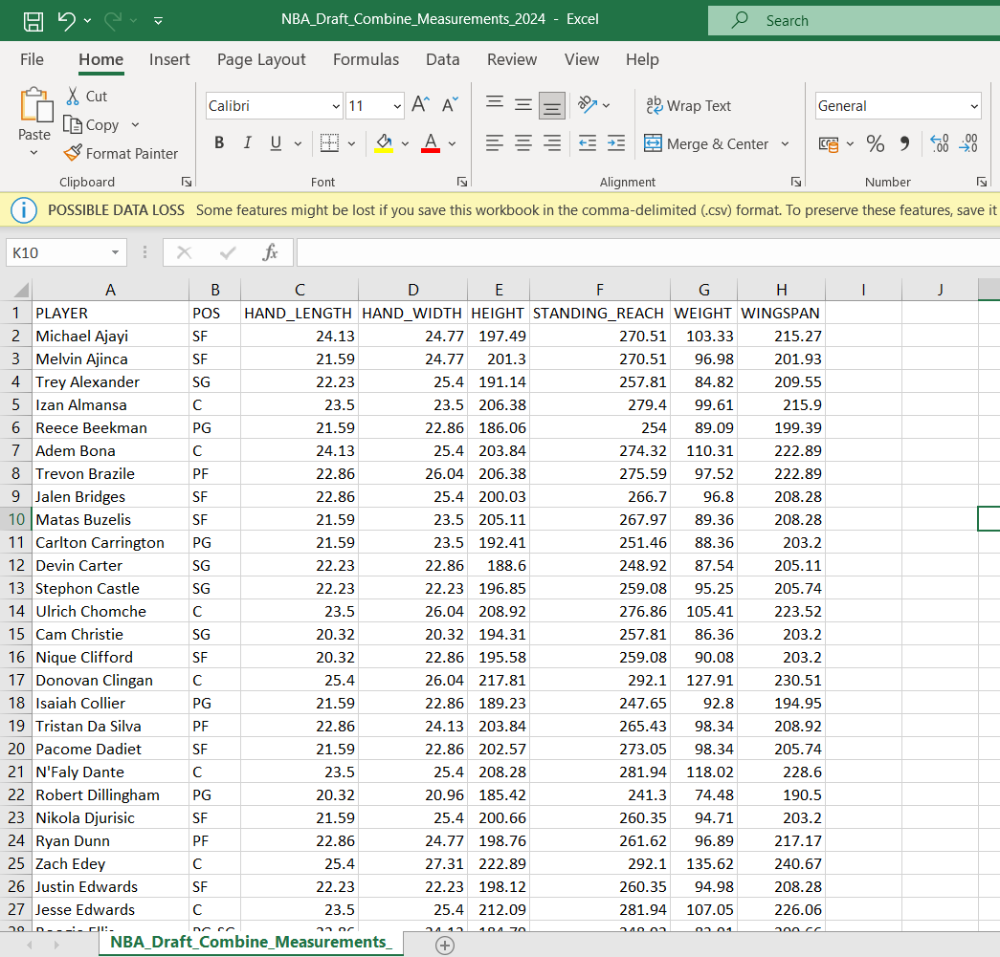 NBA_Draft_Combine_Measurements_2024 - Excel Search
File Home Insert Page Layout Formulas Data Review View Help
Paste Cut Copy Format Painter
Clipboard
Calibri 11 A A
B I U A
Font
ab Wrap Text
Merge & Center
Alignment
General
% 00 0
Number
POSSIBLE DATA LOSS Some features might be lost if you save this workbook in the comma-delimited (.csv) format. To preserve these features, save it
K10 fx
A B C D E F G H I J
1 PLAYER POS HAND_LENGTH HAND_WIDTH HEIGHT STANDING_REACH WEIGHT WINGSPAN
2 Michael Ajayi SF 24.13 24.77 197.49 270.51 103.33 215.27
3 Melvin Ajinca SF 21.59 24.77 201.3 270.51 96.98 201.93
4 Trey Alexander SG 22.23 25.4 191.14 257.81 84.82 209.55
5 Izan Almansa C 23.5 23.5 206.38 279.4 99.61 215.9
6 Reece Beekman PG 21.59 22.86 186.06 254 89.09 199.39
7 Adem Bona C 24.13 25.4 203.84 274.32 110.31 222.89
8 Trevon Brazile PF 22.86 26.04 206.38 275.59 97.52 222.89
9 Jalen Bridges SF 22.86 25.4 200.03 266.7 96.8 208.28
10 Matas Buzelis SF 21.59 23.5 205.11 267.97 89.36 208.28
11 Carlton Carrington PG 21.59 23.5 192.41 251.46 88.36 203.2
12 Devin Carter SG 22.23 22.86 188.6 248.92 87.54 205.11
13 Stephon Castle SG 22.23 22.23 196.85 259.08 95.25 205.74
14 Ulrich Chomche C 23.5 26.04 208.92 276.86 105.41 223.52
15 Cam Christie SG 20.32 20.32 194.31 257.81 86.36 203.2
16 Nique Clifford SF 20.32 22.86 195.58 259.08 90.08 203.2
17 Donovan Clingan C 25.4 26.04 217.81 292.1 127.91 230.51
18 Isaiah Collier PG 21.59 22.86 189.23 247.65 92.8 194.95
19 Tristan Da Silva PF 22.86 24.13 203.84 265.43 98.34 208.92
20 Pacome Dadiet SF 21.59 22.86 202.57 273.05 98.34 205.74
21 N'Faly Dante C 23.5 25.4 208.28 281.94 118.02 228.6
22 Robert Dillingham PG 20.32 20.96 185.42 241.3 74.48 190.5
23 Nikola Djurisic SF 21.59 25.4 200.66 260.35 94.71 203.2
24 Ryan Dunn PF 22.86 24.77 198.76 261.62 96.89 217.17
25 Zach Edey C 25.4 27.31 222.89 292.1 135.62 240.67
26 Justin Edwards SF 22.23 22.23 198.12 260.35 94.98 208.28
27 Jesse Edwards C 23.5 25.4 212.09 281.94 107.05 226.06
NBA_Draft_Combine_Measurements_